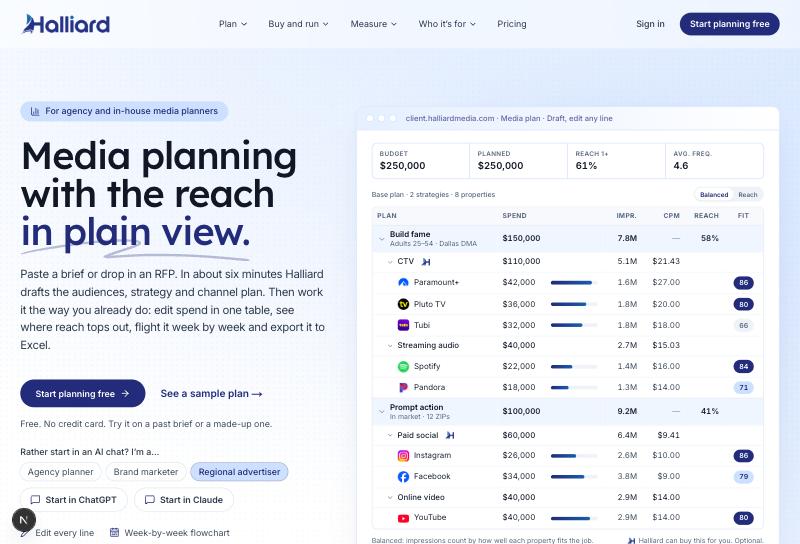 Halliard
Plan
Buy and run
Measure
Who it's for
Pricing
Sign in
Start planning free
For agency and in-house media planners
Media planning
with the reach
in plain view.
Paste a brief or drop in an RFP. In about six minutes Halliard
drafts the audiences, strategy and channel plan. Then work
it the way you already do: edit spend in one table, see
where reach tops out, flight it week by week and export it to
Excel.
Start planning free →
See a sample plan →
Free. No credit card. Try it on a past brief or a made-up one.
Rather start in an AI chat? I'm a...
Agency planner
Brand marketer
Regional advertiser
Start in ChatGPT
Start in Claude
N
Edit every line
Week-by-week flowchart
client.halliardmedia.com · Media plan · Draft, edit any line
BUDGET
$250,000
PLANNED
$250,000
REACH 1+
61%
AVG. FREQ.
4.6
Base plan · 2 strategies · 8 properties
Balanced Reach
PLAN SPEND IMPR. CPM REACH FIT
Build fame $150,000 7.8M — 58%
Adults 25–54 · Dallas DMA
CTV $110,000 5.1M $21.43
Paramount+ $42,000 1.6M $27.00 86
tv Pluto TV $36,000 1.8M $20.00 80
tubi Tubi $32,000 1.8M $18.00 66
Streaming audio $40,000 2.7M $15.03
Spotify $22,000 1.4M $16.00 84
Pandora $18,000 1.3M $14.00 71
Prompt action $100,000 9.2M — 41%
In market · 12 ZIPs
Paid social $60,000 6.4M $9.41
Instagram $26,000 2.6M $10.00 86
Facebook $34,000 3.8M $9.00 79
Online video $40,000 2.9M $14.00
YouTube $40,000 2.9M $14.00 80
Balanced: impressions count by how well each property fits the job.
Halliard can buy this for you. Optional.